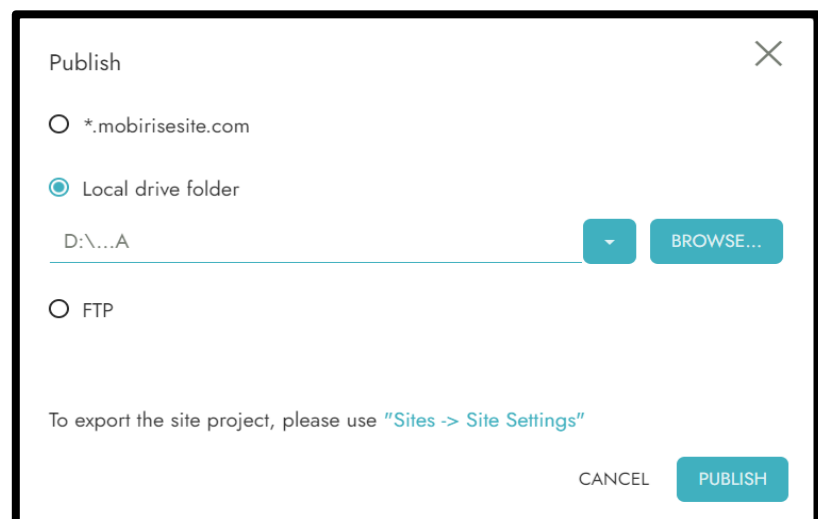 Publish
*.mobirisesite.com
Local drive folder
D:\...A
BROWSE...
FTP
To export the site project, please use "Sites -> Site Settings"
CANCEL
PUBLISH